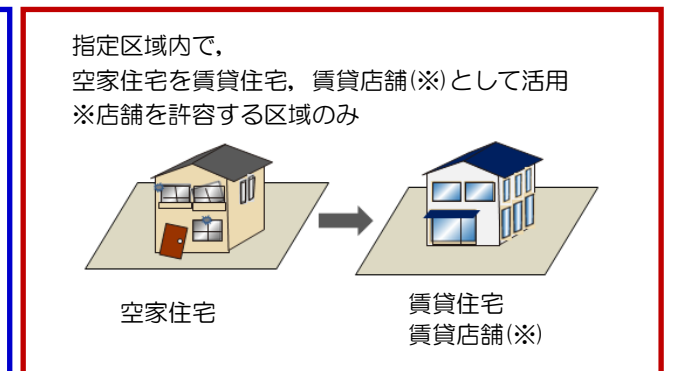 指定区域内で，
空家住宅を賃貸住宅，賃貸店舗(※)として活用
※店舗を許容する区域のみ
空家住宅
賃貸住宅
賃貸店舗(※)